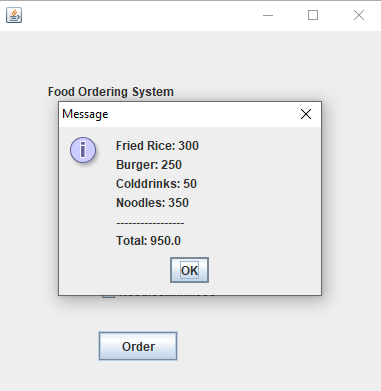 Food Ordering System
Message
Fried Rice: 300
Burger: 250
Colddrinks: 50
Noodles: 350
-----------------
Total: 950.0
OK
Order